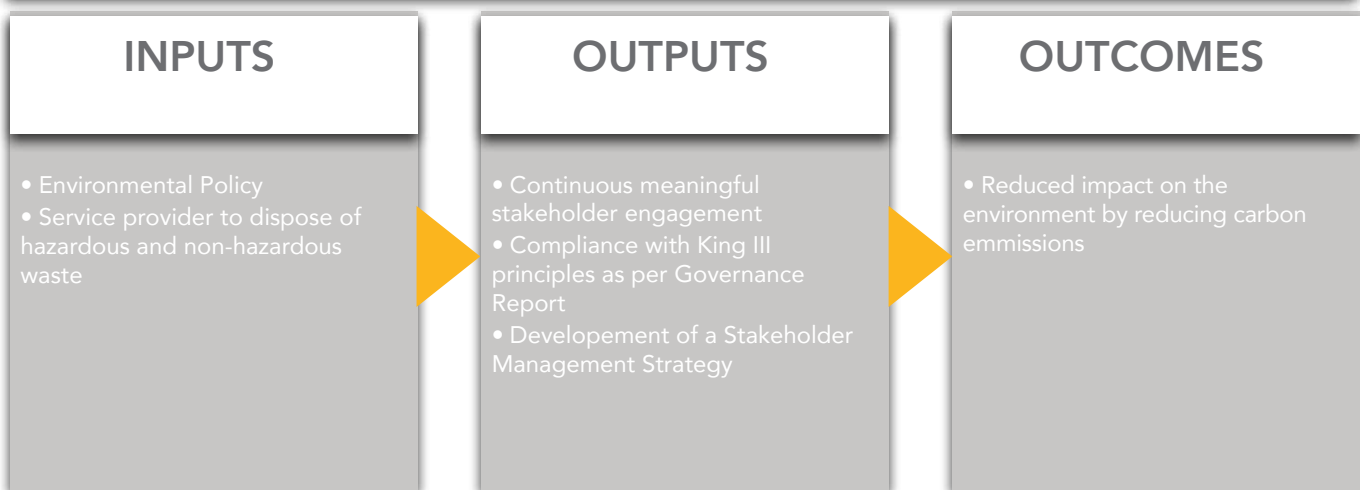 INPUTS
• Environmental Policy
• Service provider to dispose of
hazardous and non-hazardous
waste
OUTPUTS
• Continuous meaningful
stakeholder engagement
• Compliance with King III
principles as per Governance
Report
• Developement of a Stakeholder
Management Strategy
OUTCOMES
• Reduced impact on the
environment by reducing carbon
emmissions